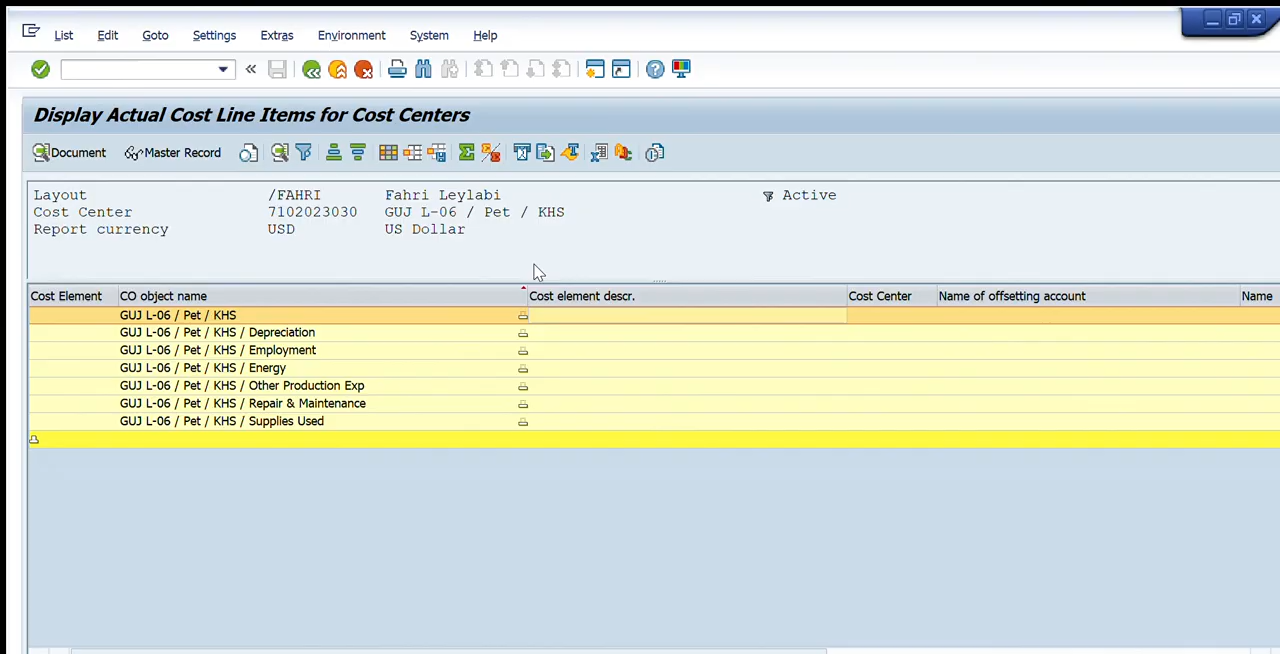 List Edit Goto Settings Extras Environment System Help
Display Actual Cost Line Items for Cost Centers
Document Master Record
Layout /FAHRI Fahri Leylabi Active
Cost Center 7102023030 GUJ L-06 / Pet / KHS
Report currency USD US Dollar
Cost Element CO object name Cost element descr. Cost Center Name of offsetting account Name
GUJ L-06 / Pet / KHS
GUJ L-06 / Pet / KHS / Depreciation
GUJ L-06 / Pet / KHS / Employment
GUJ L-06 / Pet / KHS / Energy
GUJ L-06 / Pet / KHS / Other Production Exp
GUJ L-06 / Pet / KHS / Repair & Maintenance
GUJ L-06 / Pet / KHS / Supplies Used